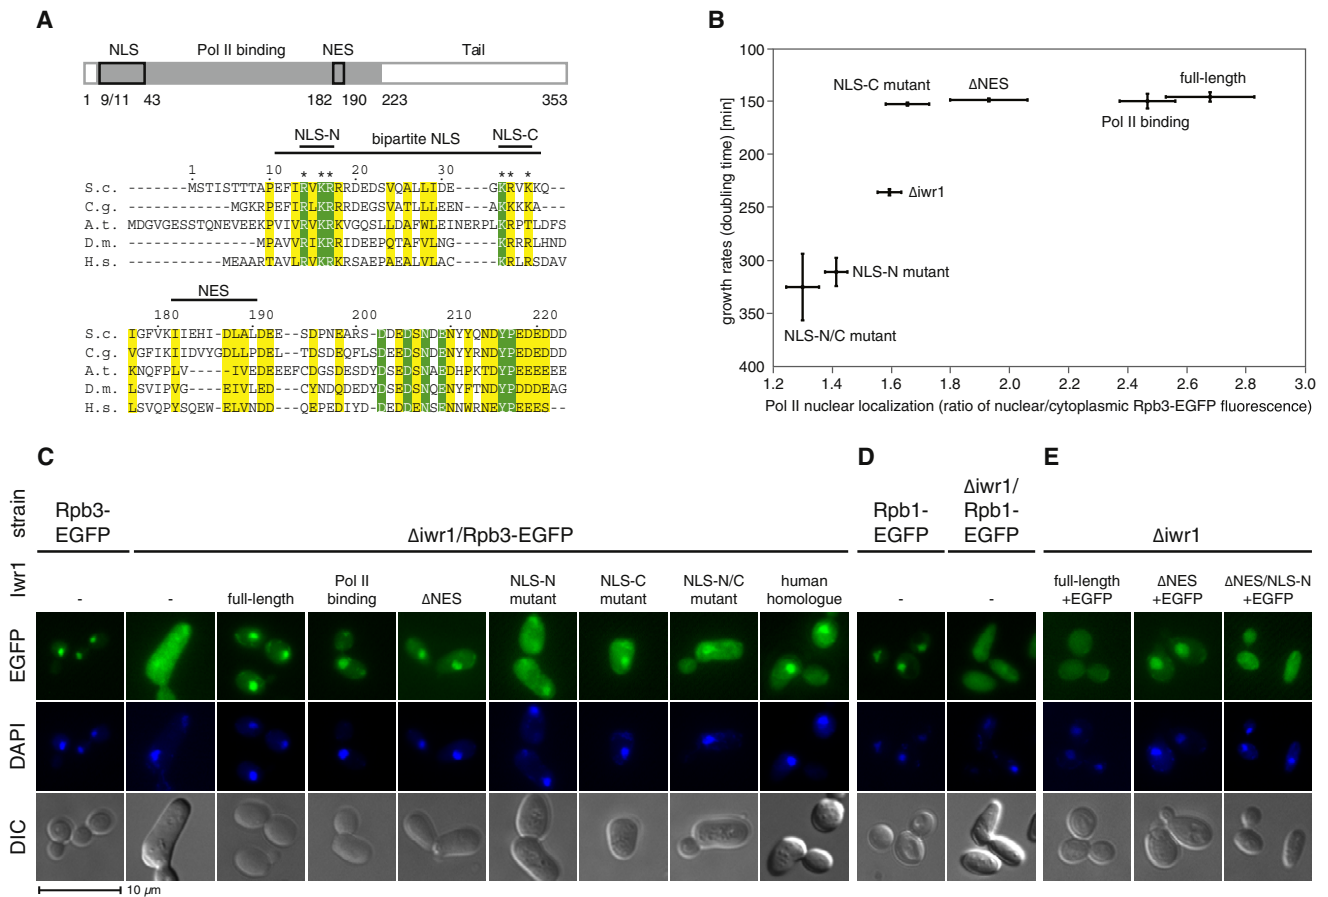 A
NLS Pol II binding NES Tail
1 9/11 43 182 190 223 353
NLS-N bipartite NLS NLS-C
1 10 20 30
* ** ** *
S.c. -------MSTISTTTAPEFIRVKRRRDEDSVQALLIDE---GKRVKKQ--
C.g. ------------MGKRPEFIRLKRRRDEGSVATLLLEEN--AKKKKA---
A.t. MDGVGESSTQNEVEEKPVIVRVKRKVGQSLLDAFWLEINERPLKRPTLDFS
D.m. ---------------MPAVVRIKRRIDEEPQTAFVLNG-----KRRRLHND
H.s. -----------MEAARTAVLRVKRKRSAEPAEALVLAC-----KRLRSDAV
NES
180 190 200 210 220
S.c. IGFVKIIEHI-DLALDEE--SDPNEARS-DDEDSNDENYYQNDYPEDEDDD
C.g. VGFIKIIDVYGDLLPDEL--TDSDEQFLSDEEDSNDENYYRNDYPEDEDDD
A.t. KNQFPLV-----IVEDEEEFCDGSDESDYDSEDSNAEDHPKTDYPEEEEEE
D.m. LSVIPVG----EIVLED---CYNDQDEDYDSEDSNQENYFTNDYPDDDEAG
H.s. LSVQPYSQEW-ELVNDD---QEPEDIYD-DEDDENSENNWRNEYPEEES--
B
growth rates (doubling time) [min]
100
150
200
250
300
350
400
NLS-C mutant
ΔNES
full-length
Pol II binding
Δiwr1
NLS-N mutant
NLS-N/C mutant
1.2 1.4 1.6 1.8 2.0 2.2 2.4 2.6 2.8 3.0
Pol II nuclear localization (ratio of nuclear/cytoplasmic Rpb3-EGFP fluorescence)
C
strain
Rpb3-
EGFP
Δiwr1/Rpb3-EGFP
Iwr1
-
-
full-length
Pol II
binding
ΔNES
NLS-N
mutant
NLS-C
mutant
NLS-N/C
mutant
human
homologue
D
Rpb1-
EGFP
Δiwr1/
Rpb1-
EGFP
-
-
E
Δiwr1
full-length
+EGFP
ΔNES
+EGFP
ΔNES/NLS-N
+EGFP
EGFP
DAPI
DIC
10 µm